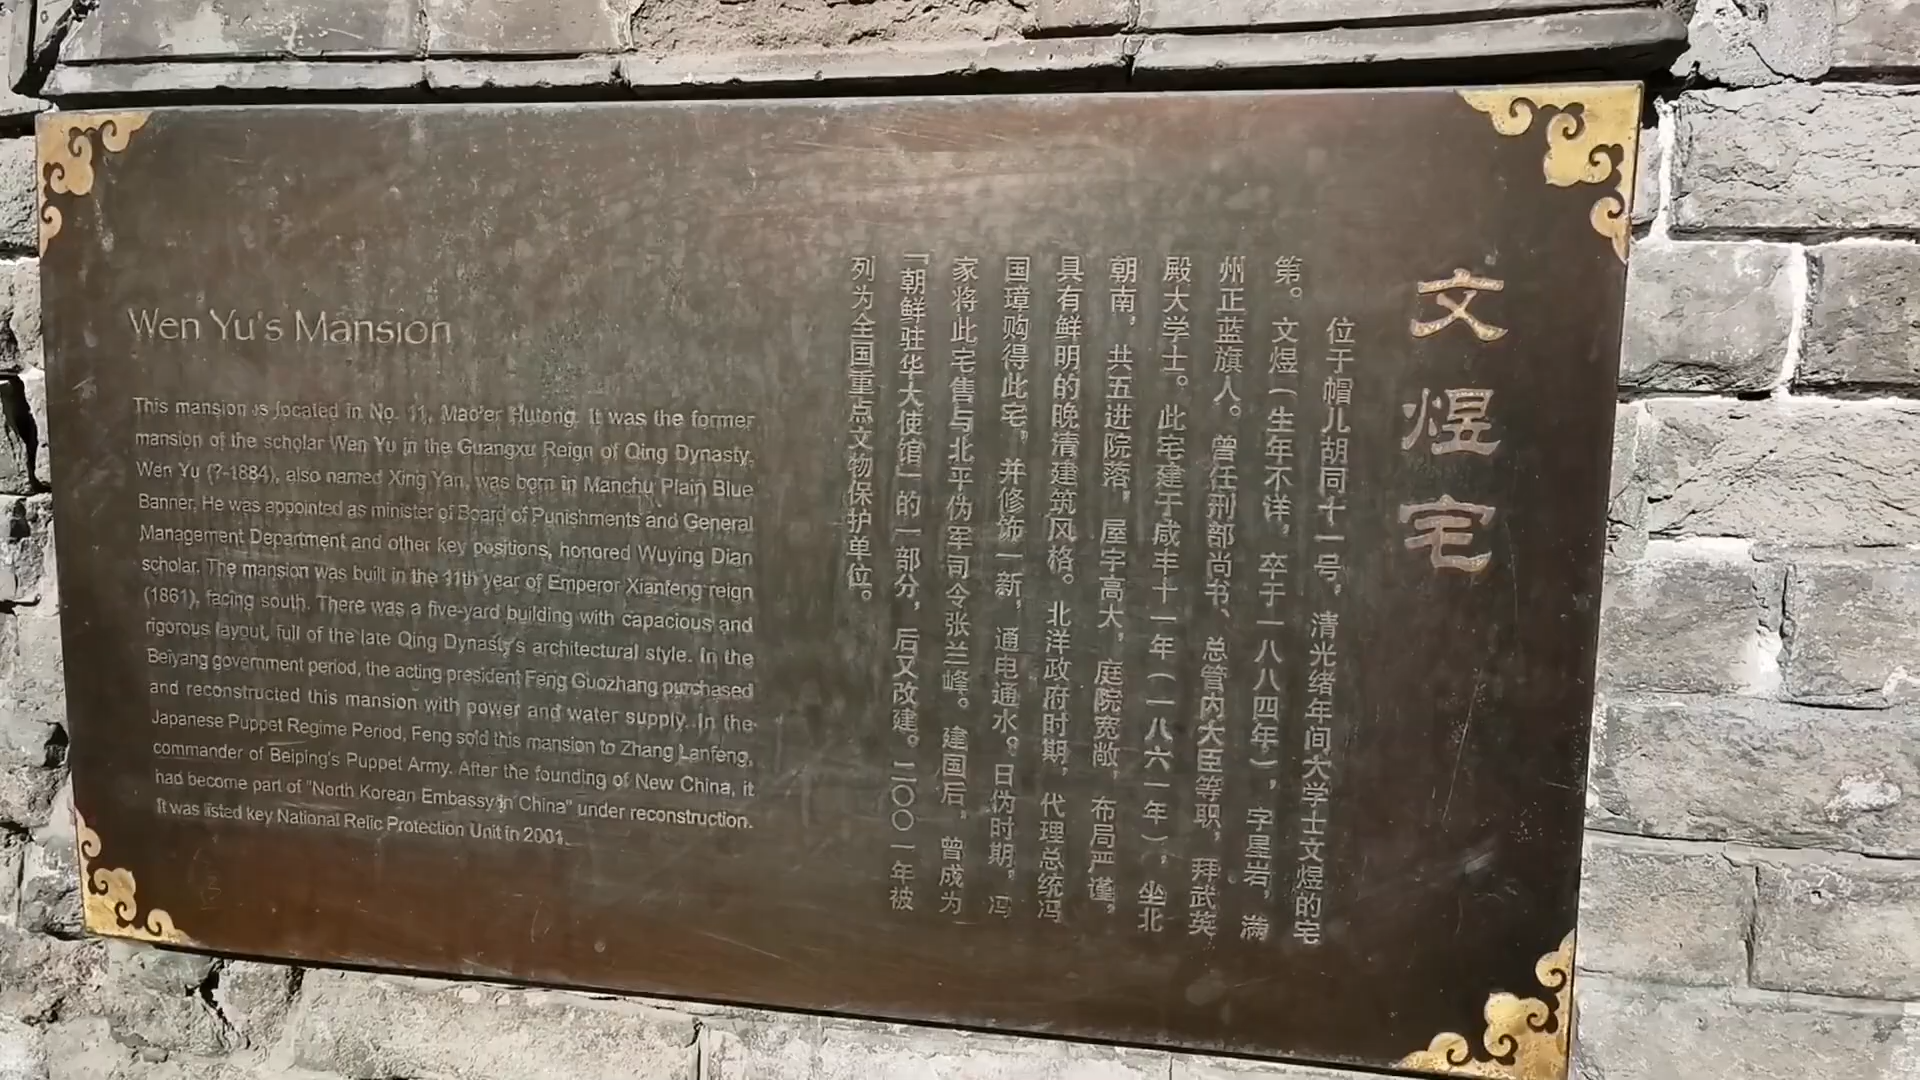 Wen Yu's Mansion
This mansion is located in No. 11, Mao'er Hutong. It was the former
mansion of the scholar Wen Yu in the Guangxu Reign of Qing Dynasty.
Wen Yu (?-1884), also named Xing Yan, was born in Manchu Plain Blue
Banner. He was appointed as minister of Board of Punishments and General
Management Department and other key positions, honored Wuying Dian
scholar. The mansion was built in the 11th year of Emperor Xianfeng reign
(1861), facing south. There was a five-yard building with capacious and
rigorous layout, full of the late Qing Dynasty's architectural style. In the
Beiyang government period, the acting president Feng Guozhang purchased
and reconstructed this mansion with power and water supply. In the
Japanese Puppet Regime Period, Feng sold this mansion to Zhang Lanfeng,
commander of Beiping's Puppet Army. After the founding of New China, it
had become part of "North Korean Embassy in China" under reconstruction.
It was listed key National Relic Protection Unit in 2001.
文煜宅
位于帽儿胡同十一号，清光绪年间大学士文煜的宅
第。文煜（生年不详，卒于一八八四年），字星岩，满
州正蓝旗人。曾任刑部尚书、总管内大臣等职，拜武英
殿大学士。此宅建于咸丰十一年（一八六一年），坐北
朝南，共五进院落，屋宇高大，庭院宽敞，布局严谨，
具有鲜明的晚清建筑风格。北洋政府时期，代理总统冯
国璋购得此宅，并修饰一新，通电通水。日伪时期，冯
家将此宅售与北平伪军司令张兰峰。建国后，曾成为
「朝鲜驻华大使馆」的一部分，后又改建。二〇〇一年被
列为全国重点文物保护单位。